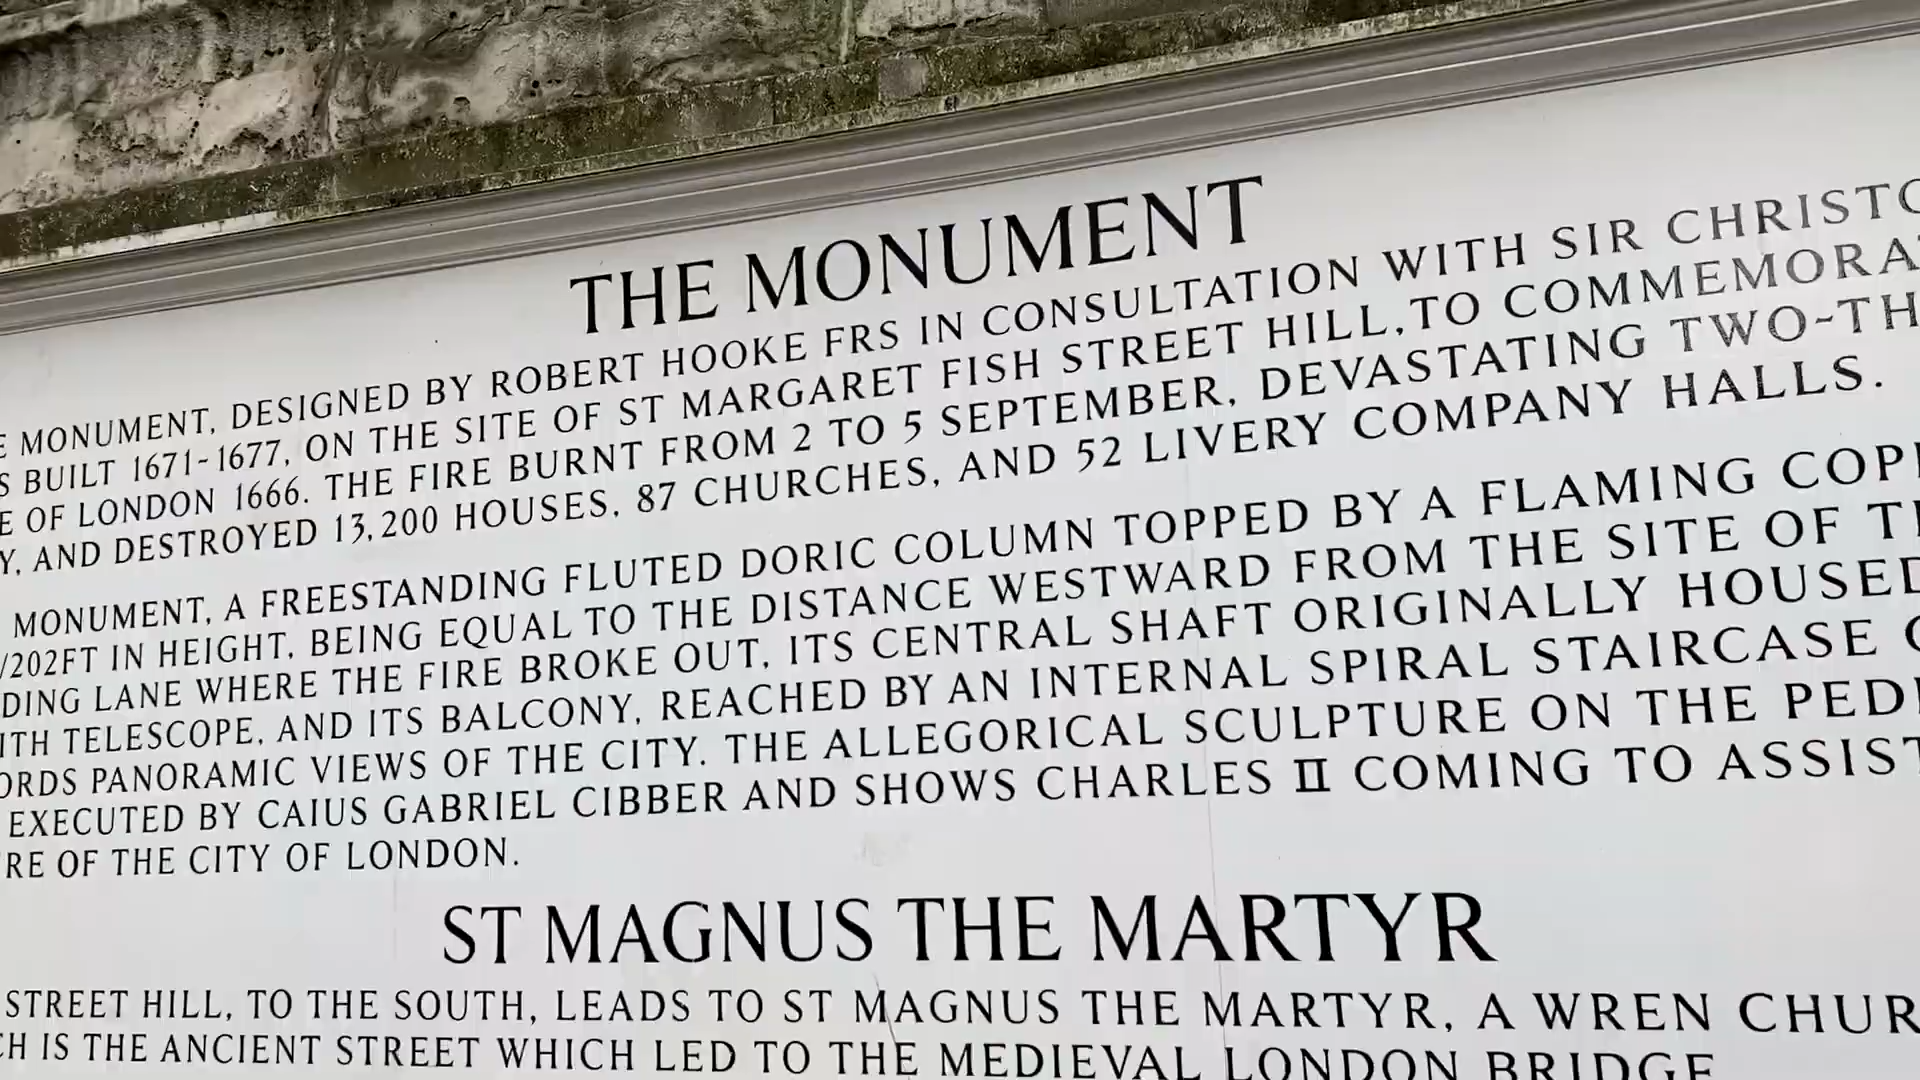 THE MONUMENT
MONUMENT, DESIGNED BY ROBERT HOOKE FRS IN CONSULTATION WITH SIR
BUILT 1671-1677, ON THE SITE OF ST MARGARET FISH STREET HILL, TO
OF LONDON 1666. THE FIRE BURNT FROM 2 TO 5 SEPTEMBER, DEVASTATING
AND DESTROYED 13,200 HOUSES, 87 CHURCHES, AND 52 LIVERY COMPANY HALLS.
MONUMENT, A FREESTANDING FLUTED DORIC COLUMN TOPPED BY A FLAMING
/202FT IN HEIGHT, BEING EQUAL TO THE DISTANCE WESTWARD FROM THE SITE OF
LANE WHERE THE FIRE BROKE OUT, ITS CENTRAL SHAFT ORIGINALLY HOUSED
TELESCOPE, AND ITS BALCONY, REACHED BY AN INTERNAL SPIRAL STAIRCASE
PANORAMIC VIEWS OF THE CITY. THE ALLEGORICAL SCULPTURE ON THE
EXECUTED BY CAIUS GABRIEL CIBBER AND SHOWS CHARLES II COMING TO ASSIST
RE OF THE CITY OF LONDON.
ST MAGNUS THE MARTYR
STREET HILL, TO THE SOUTH, LEADS TO ST MAGNUS THE MARTYR, A WREN
IS THE ANCIENT STREET WHICH LED TO THE MEDIEVAL LONDON BRIDGE